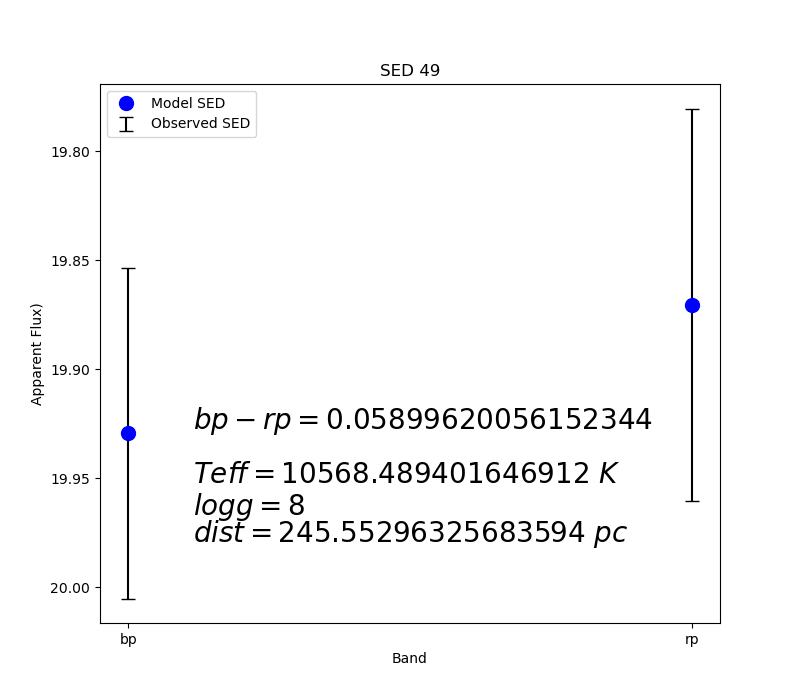 SED 49
Model SED
Observed SED
19.80
19.85
19.90
19.95
20.00
Apparent Flux)
bp − rp = 0.05899620056152344
Teff = 10568.489401646912 K
logg = 8
dist = 245.55296325683594 pc
bp
rp
Band